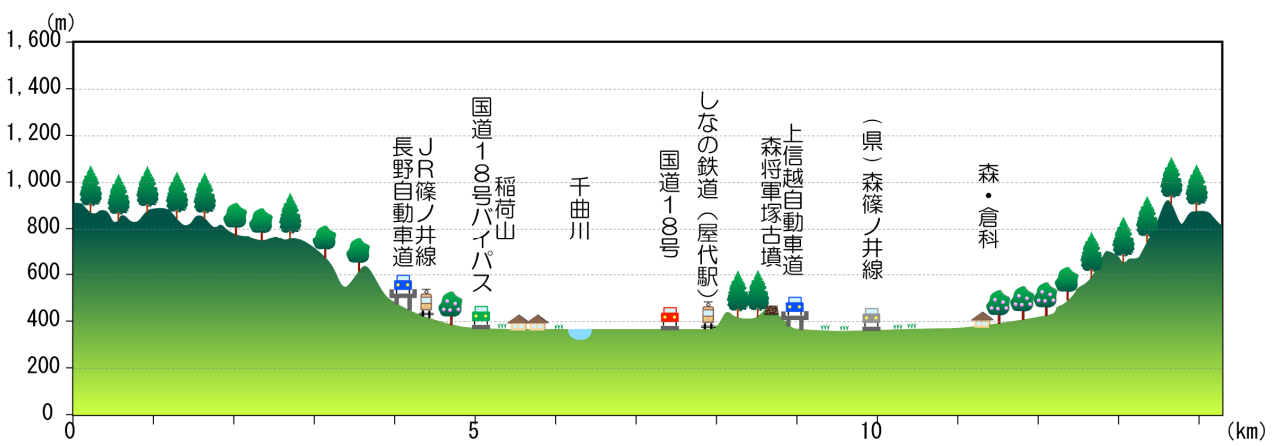 (m)
1,600
1,400
1,200
1,000
800
600
400
200
0
長野自動車道
JR篠ノ井線
国道18号バイパス
稲荷山
千曲川
国道18号
しなの鉄道（屋代駅）
森将軍塚古墳
上信越自動車道
（県）森篠ノ井線
森・倉科
0
5
10
(km)